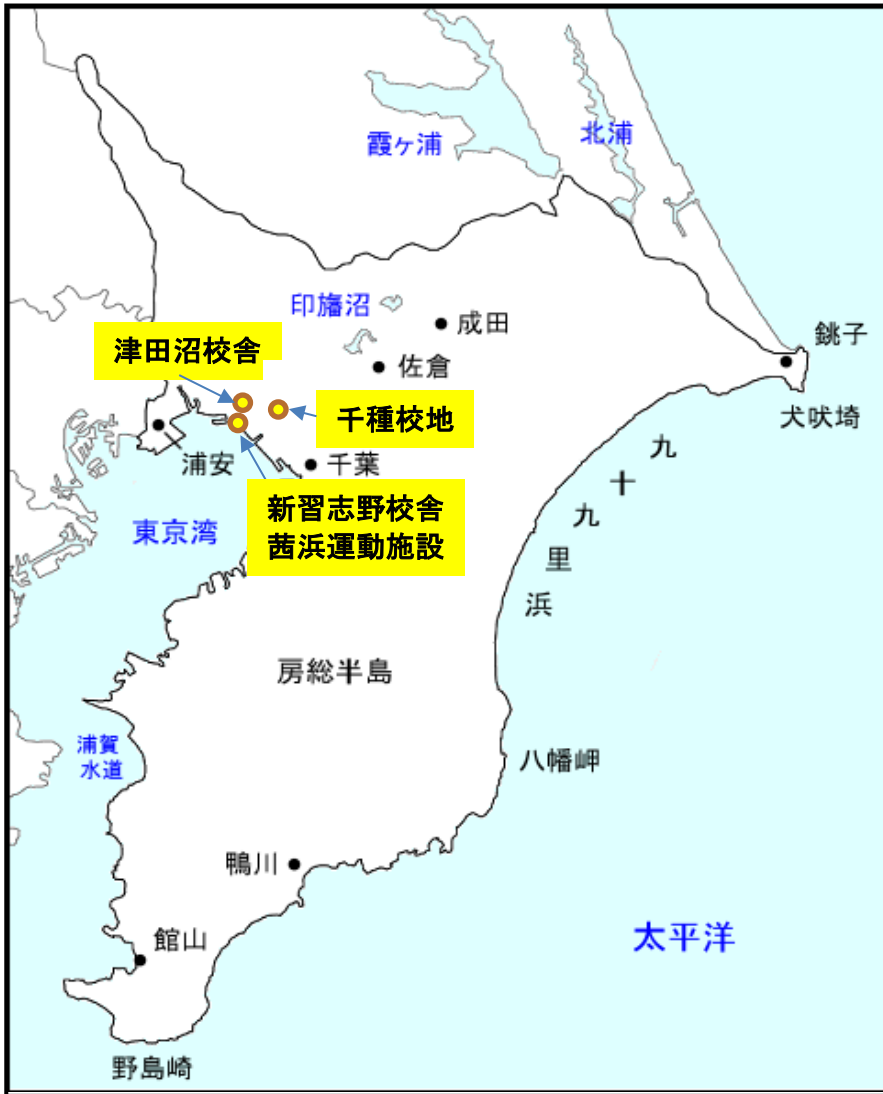 霞ヶ浦
北浦
印旛沼
成田
佐倉
銚子
犬吠埼
津田沼校舎
千種校地
浦安
千葉
新習志野校舎
茜浜運動施設
東京湾
九十九里浜
房総半島
浦賀
水道
八幡岬
鴨川
館山
太平洋
野島崎